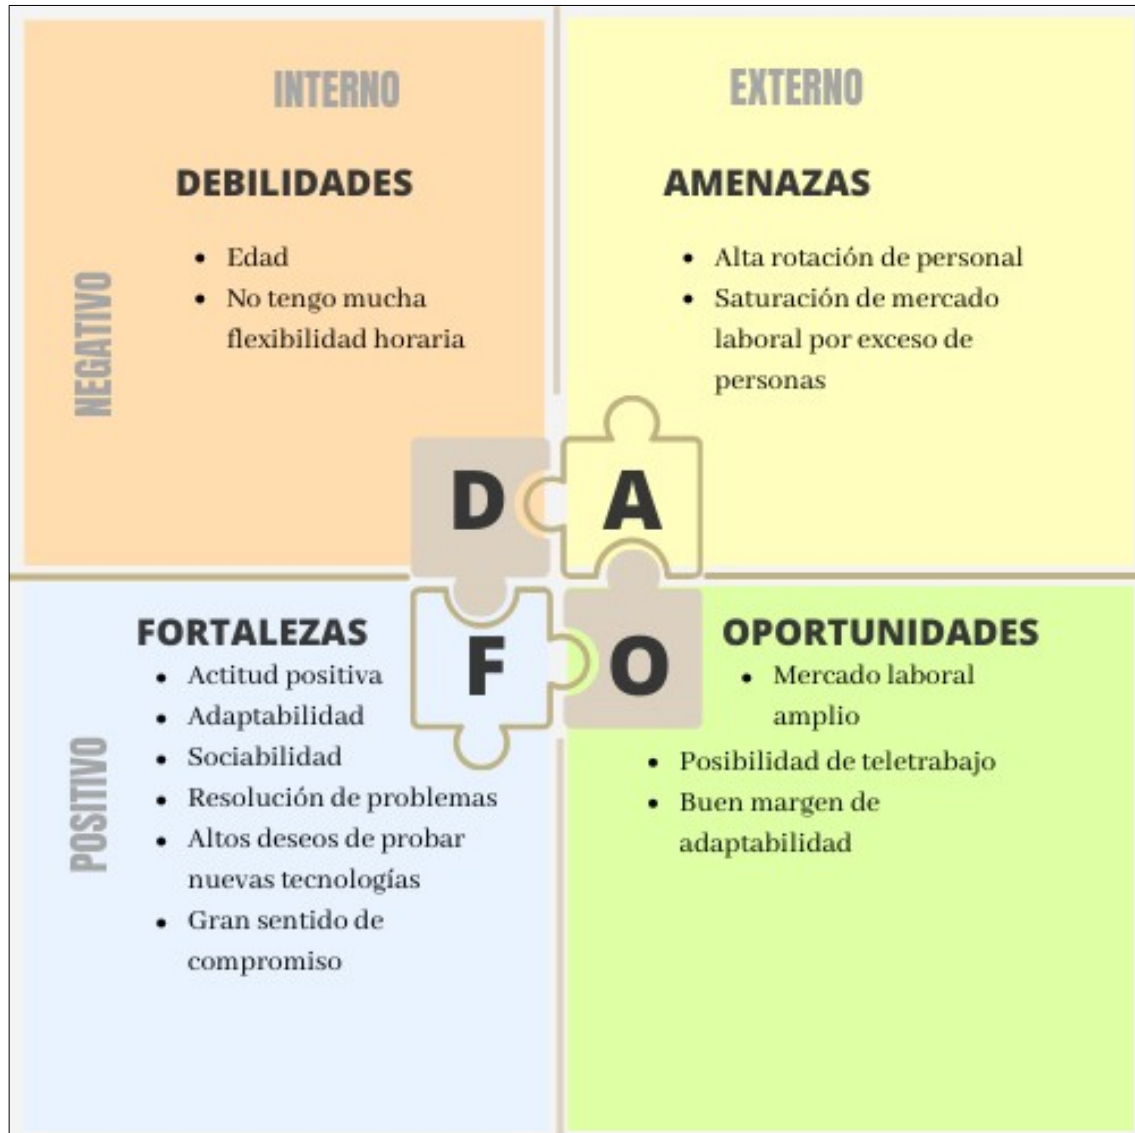 INTERNO
EXTERNO
NEGATIVO
DEBILIDADES
• Edad
• No tengo mucha
flexibilidad horaria
AMENAZAS
• Alta rotación de personal
• Saturación de mercado
laboral por exceso de
personas
D
A
F
O
POSITIVO
FORTALEZAS
• Actitud positiva
• Adaptabilidad
• Sociabilidad
• Resolución de problemas
• Altos deseos de probar
nuevas tecnologías
• Gran sentido de
compromiso
OPORTUNIDADES
• Mercado laboral
amplio
• Posibilidad de teletrabajo
• Buen margen de
adaptabilidad